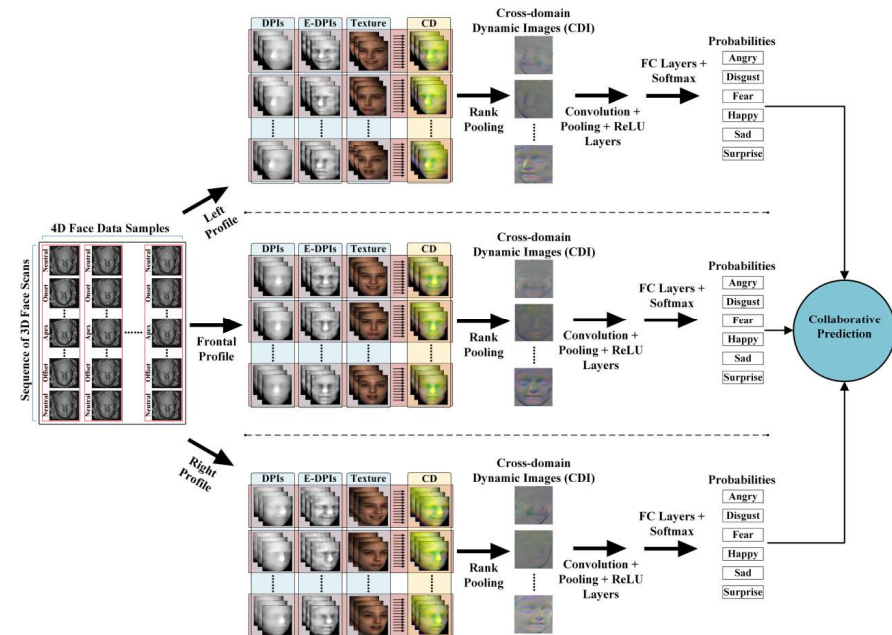 DPIs E-DPIs Texture CD
Cross-domain
Dynamic Images (CDI)
Rank
Pooling
Convolution +
Pooling + ReLU
Layers
FC Layers +
Softmax
Probabilities
Angry
Disgust
Fear
Happy
Sad
Surprise
Left
Profile
4D Face Data Samples
Sequence of 3D Face Scans
Neutral Neutral Neutral
Onset Onset Onset
Apex Apex Apex
Offset Offset Offset
Neutral Neutral Neutral
Frontal
Profile
DPIs E-DPIs Texture CD
Cross-domain
Dynamic Images (CDI)
Rank
Pooling
Convolution +
Pooling + ReLU
Layers
FC Layers +
Softmax
Probabilities
Angry
Disgust
Fear
Happy
Sad
Surprise
Collaborative
Prediction
Right
Profile
DPIs E-DPIs Texture CD
Cross-domain
Dynamic Images (CDI)
Rank
Pooling
Convolution +
Pooling + ReLU
Layers
FC Layers +
Softmax
Probabilities
Angry
Disgust
Fear
Happy
Sad
Surprise